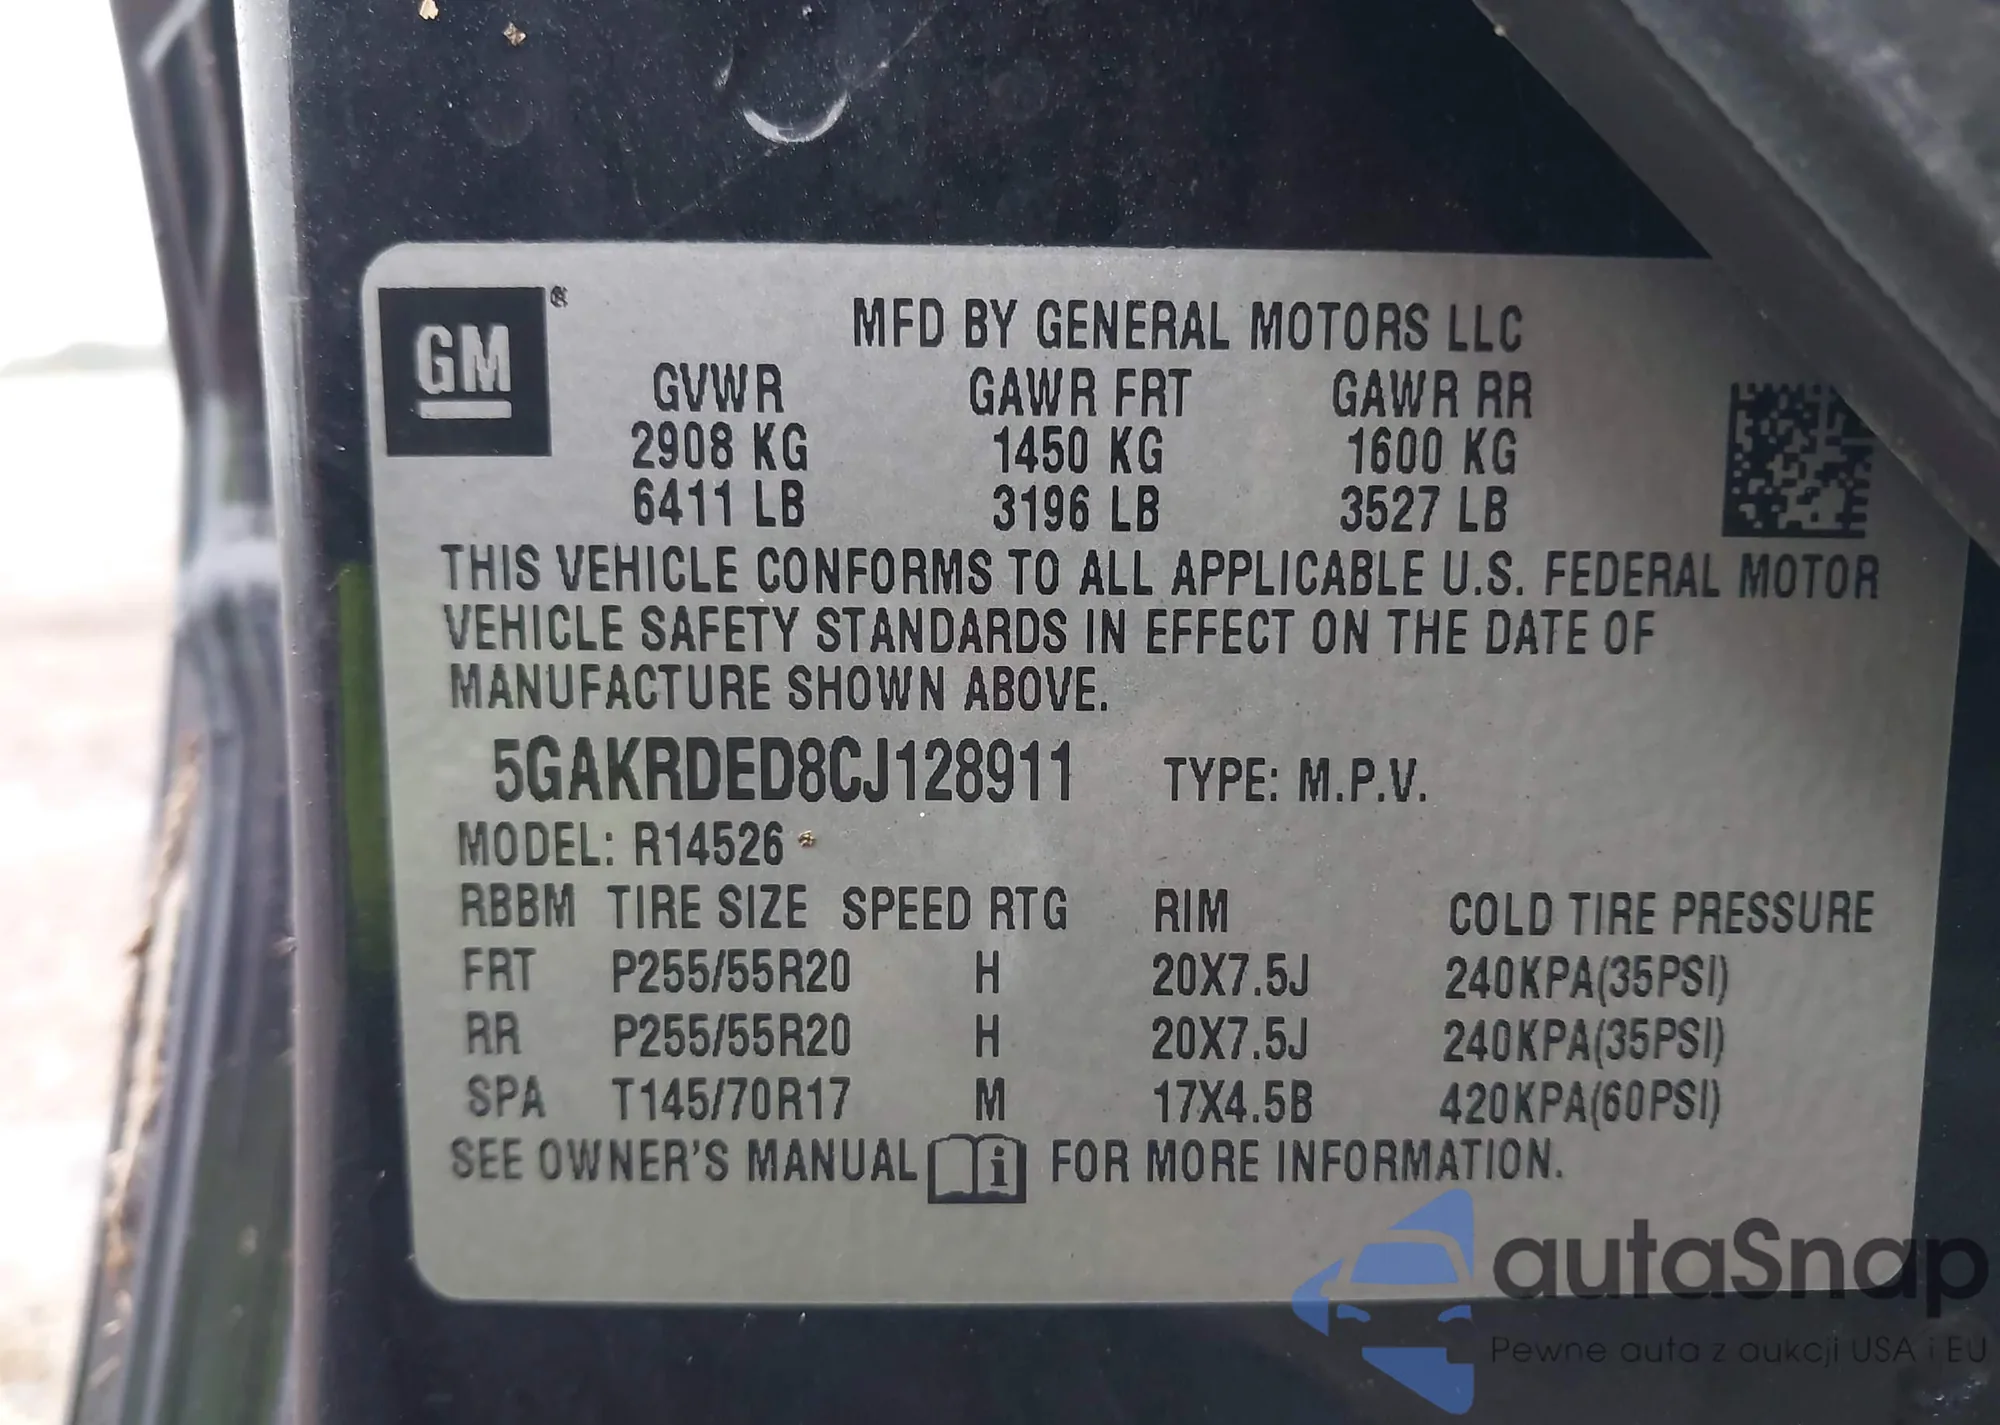 GM ®
MFD BY GENERAL MOTORS LLC
GVWR GAWR FRT GAWR RR
2908 KG 1450 KG 1600 KG
6411 LB 3196 LB 3527 LB
THIS VEHICLE CONFORMS TO ALL APPLICABLE U.S. FEDERAL MOTOR
VEHICLE SAFETY STANDARDS IN EFFECT ON THE DATE OF
MANUFACTURE SHOWN ABOVE.
5GAKRDED8CJ128911 TYPE: M.P.V.
MODEL: R14526
RBBM TIRE SIZE SPEED RTG RIM COLD TIRE PRESSURE
FRT P255/55R20 H 20X7.5J 240KPA(35PSI)
RR P255/55R20 H 20X7.5J 240KPA(35PSI)
SPA T145/70R17 M 17X4.5B 420KPA(60PSI)
SEE OWNER'S MANUAL i FOR MORE INFORMATION.
autaSnap
Pewne auta z aukcji USA i EU